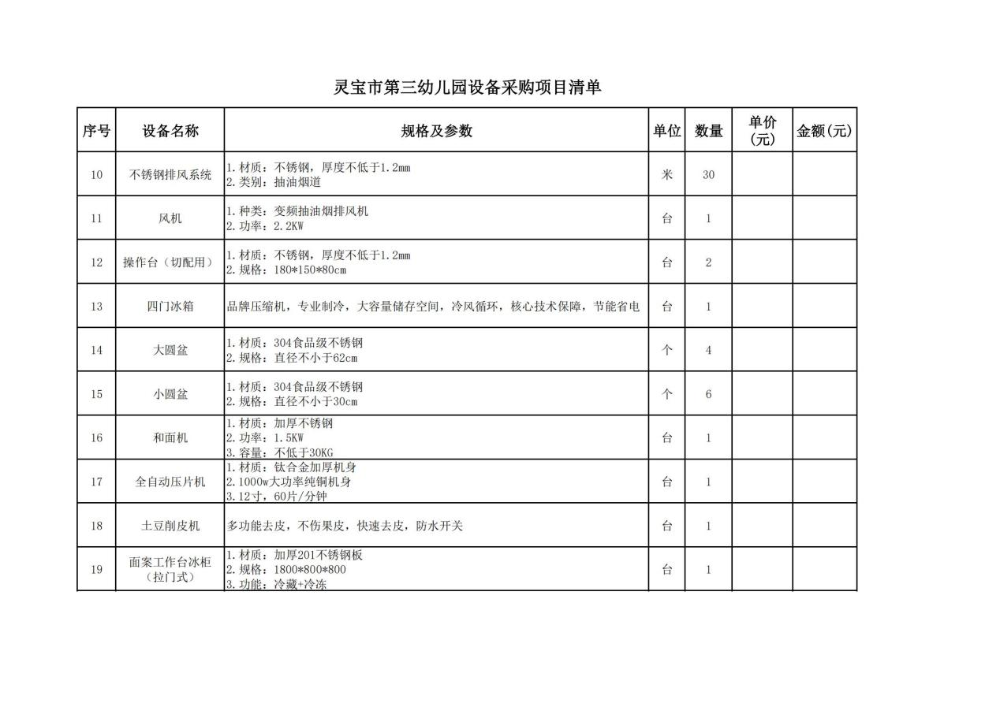 灵宝市第三幼儿园设备采购项目清单
序号 设备名称 规格及参数 单位 数量 单价(元) 金额(元)
10 不锈钢排风系统 1.材质：不锈钢，厚度不低于1.2mm
2.类别：抽油烟道 米 30
11 风机 1.种类：变频抽油烟排风机
2.功率：2.2KW 台 1
12 操作台（切配用） 1.材质：不锈钢，厚度不低于1.2mm
2.规格：180*150*80cm 台 2
13 四门冰箱 品牌压缩机，专业制冷，大容量储存空间，冷风循环，核心技术保障，节能省电 台 1
14 大圆盆 1.材质：304食品级不锈钢
2.规格：直径不小于62cm 个 4
15 小圆盆 1.材质：304食品级不锈钢
2.规格：直径不小于30cm 个 6
16 和面机 1.材质：加厚不锈钢
2.功率：1.5KW
3.容量：不低于30KG 台 1
17 全自动压片机 1.材质：钛合金加厚机身
2.1000w大功率纯铜机身
3.12寸，60片/分钟 台 1
18 土豆削皮机 多功能去皮，不伤果皮，快速去皮，防水开关 台 1
19 面案工作台冰柜（拉门式） 1.材质：加厚201不锈钢板
2.规格：1800*800*800
3.功能：冷藏+冷冻 台 1